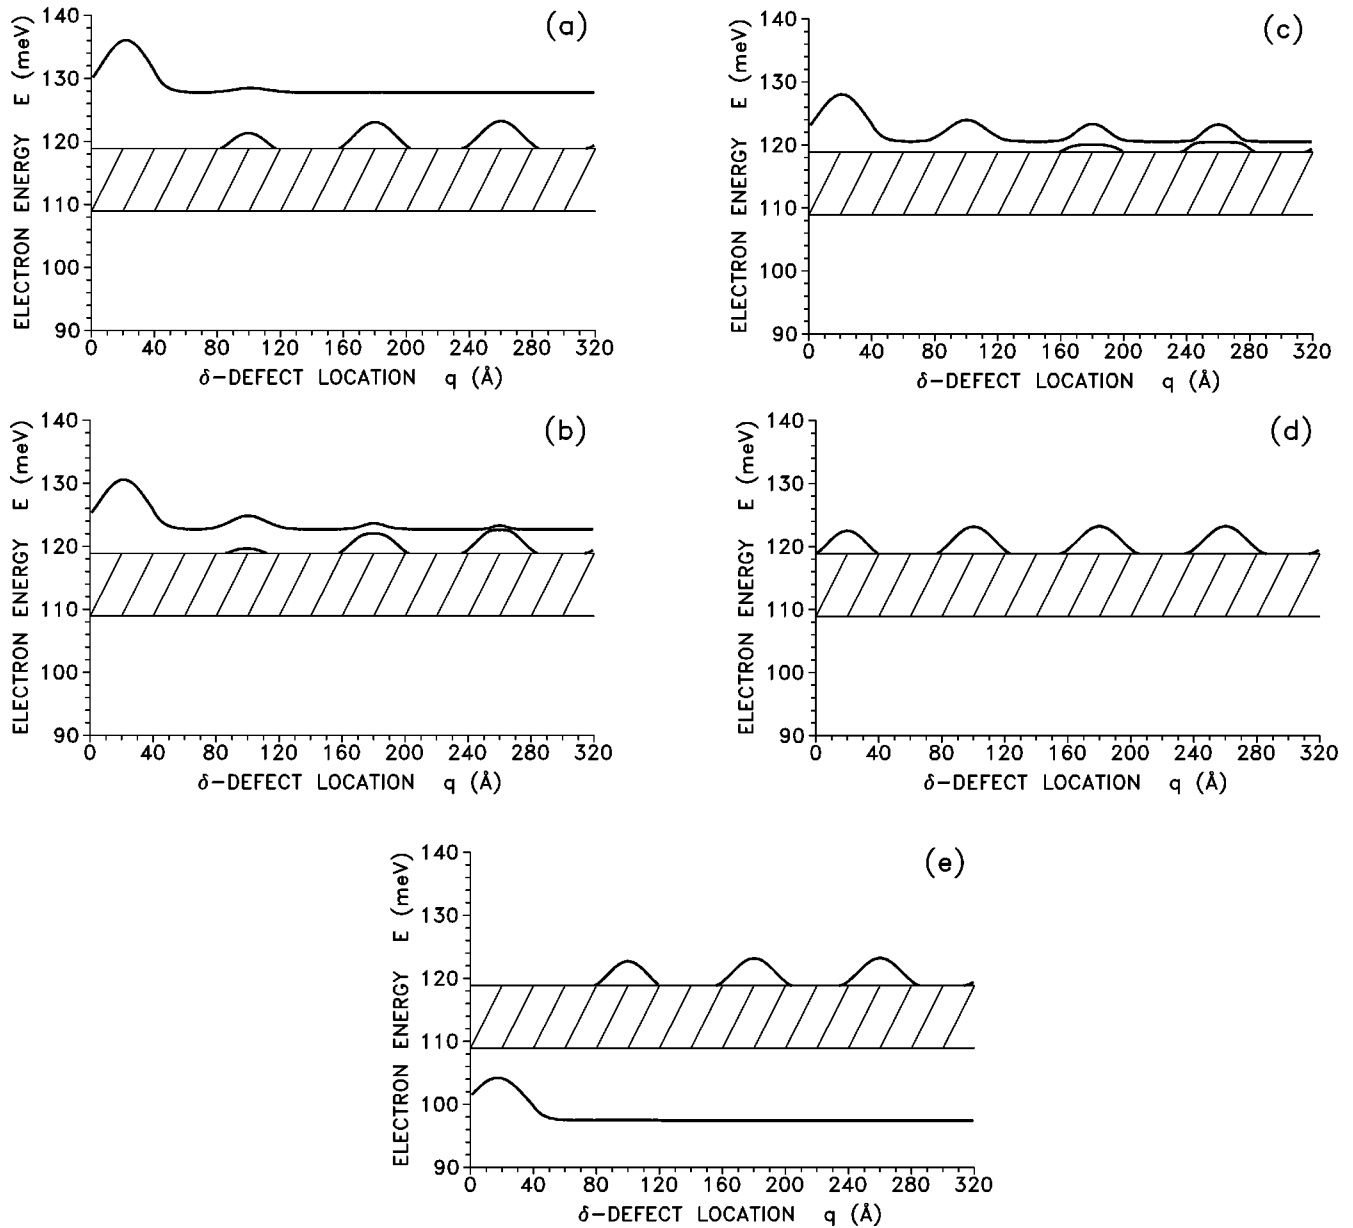 (a)
ELECTRON ENERGY E (meV)
140
130
120
110
100
90
0 40 80 120 160 200 240 280 320
δ-DEFECT LOCATION q (Å)
(c)
ELECTRON ENERGY E (meV)
140
130
120
110
100
90
0 40 80 120 160 200 240 280 320
δ-DEFECT LOCATION q (Å)
(b)
ELECTRON ENERGY E (meV)
140
130
120
110
100
90
0 40 80 120 160 200 240 280 320
δ-DEFECT LOCATION q (Å)
(d)
ELECTRON ENERGY E (meV)
140
130
120
110
100
90
0 40 80 120 160 200 240 280 320
δ-DEFECT LOCATION q (Å)
(e)
ELECTRON ENERGY E (meV)
140
130
120
110
100
90
0 40 80 120 160 200 240 280 320
δ-DEFECT LOCATION q (Å)